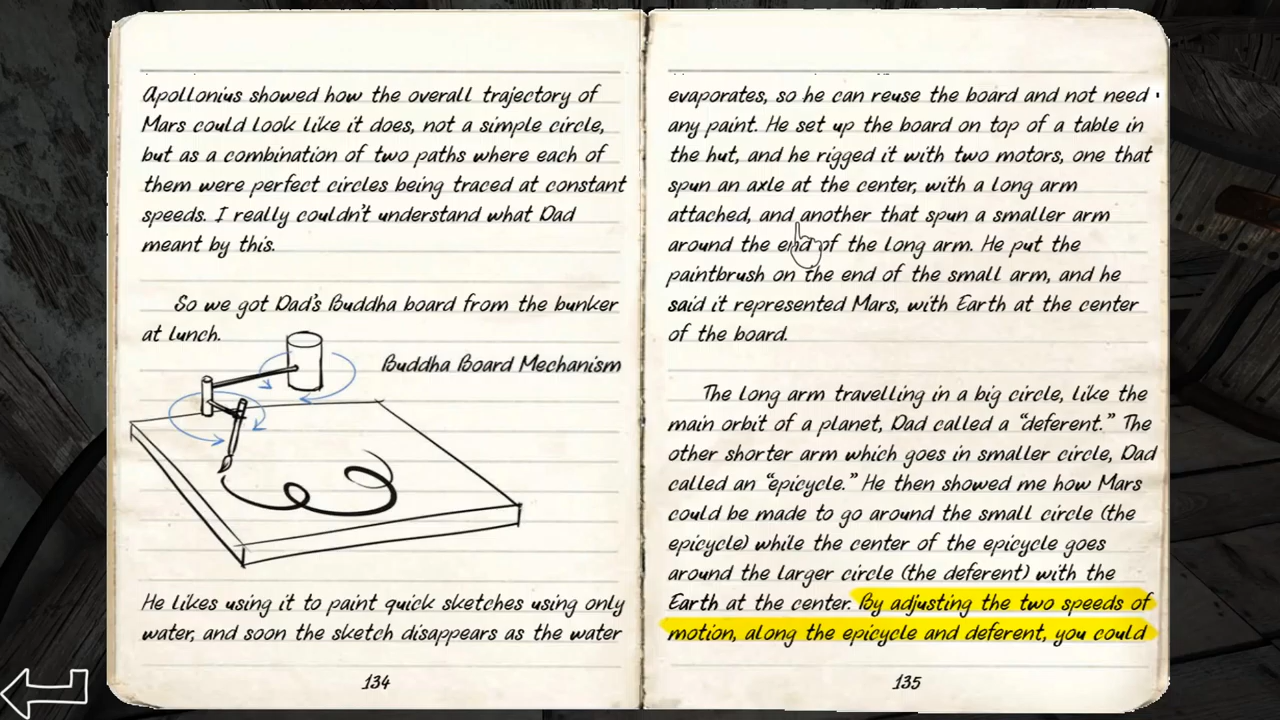 Apollonius showed how the overall trajectory of
Mars could look like it does, not a simple circle,
but as a combination of two paths where each of
them were perfect circles being traced at constant
speeds. I really couldn't understand what Dad
meant by this.
So we got Dad's Buddha board from the bunker
at lunch.
Buddha Board Mechanism
He likes using it to paint quick sketches using only
water, and soon the sketch disappears as the water
134
evaporates, so he can reuse the board and not need
any paint. He set up the board on top of a table in
the hut, and he rigged it with two motors, one that
spun an axle at the center, with a long arm
attached, and another that spun a smaller arm
around the end of the long arm. He put the
paintbrush on the end of the small arm, and he
said it represented Mars, with Earth at the center
of the board.
The long arm travelling in a big circle, like the
main orbit of a planet, Dad called a "deferent." The
other shorter arm which goes in smaller circle, Dad
called an "epicycle." He then showed me how Mars
could be made to go around the small circle (the
epicycle) while the center of the epicycle goes
around the larger circle (the deferent) with the
Earth at the center. By adjusting the two speeds of
motion, along the epicycle and deferent, you could
135